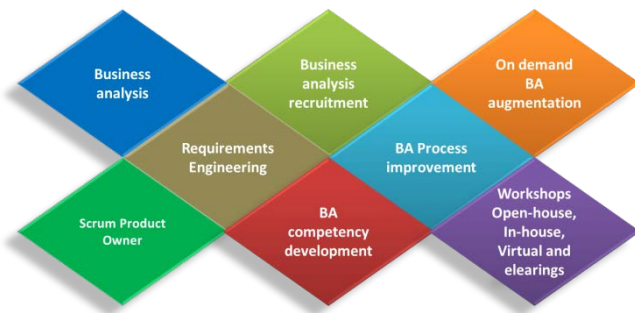 Business
analysis
Business
analysis
recruitment
On demand
BA
augmentation
Requirements
Engineering
BA Process
improvement
Scrum Product
Owner
BA
competency
development
Workshops
Open-house,
In-house,
Virtual and
elearings